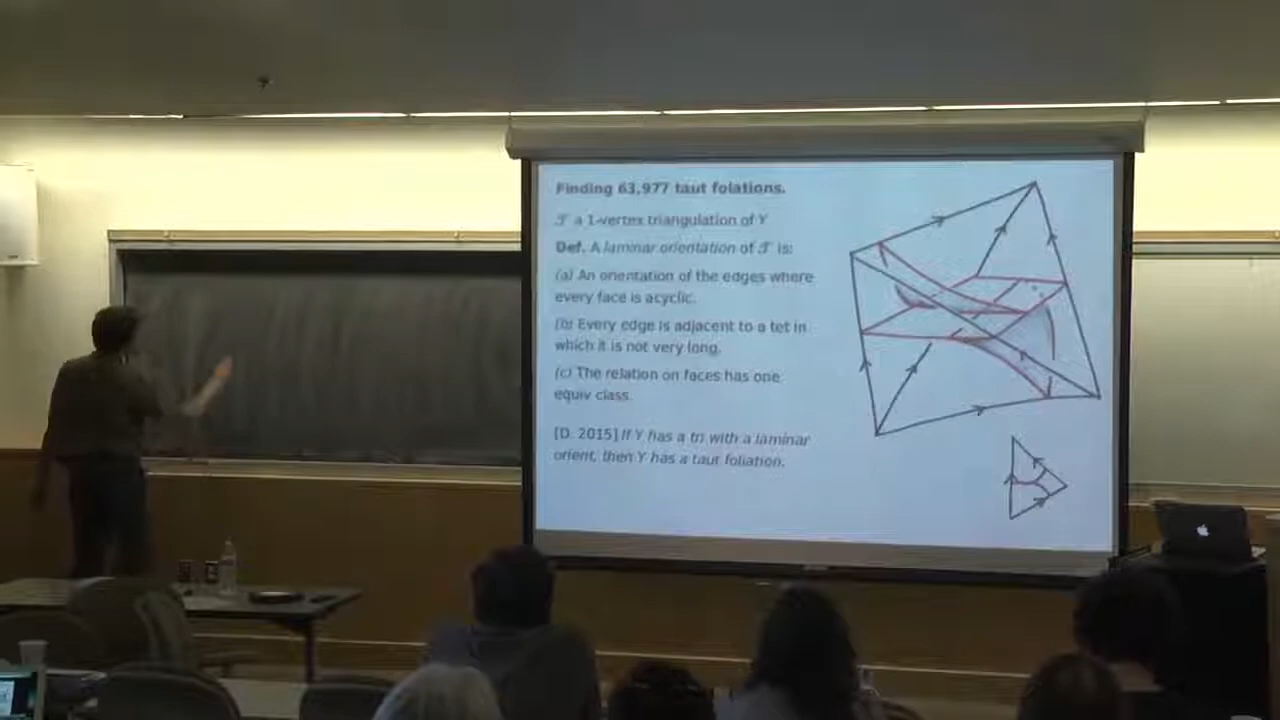 Finding 63,977 taut folations.
𝒯 a 1-vertex triangulation of Y
Def. A laminar orientation of 𝒯 is:
(a) An orientation of the edges where
every face is acyclic.
(b) Every edge is adjacent to a tet in
which it is not very long.
(c) The relation on faces has one
equiv class.
[D. 2015] If Y has a tri with a laminar
orient, then Y has a taut foliation.